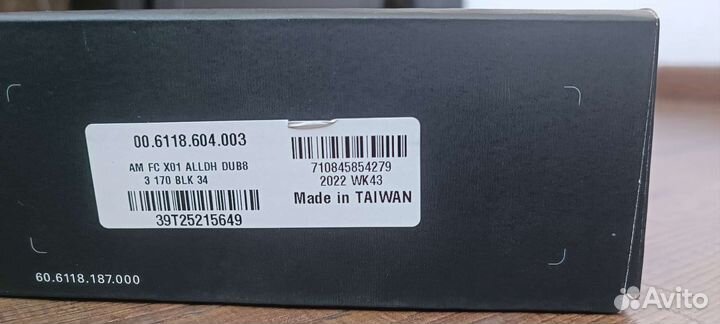 00.6118.604.003
AM FC X01 ALLDH DUB8
3 170 BLK 34
39T25215649
710845854279
2022 WK43
Made in TAIWAN
60.6118.187.000
Avito